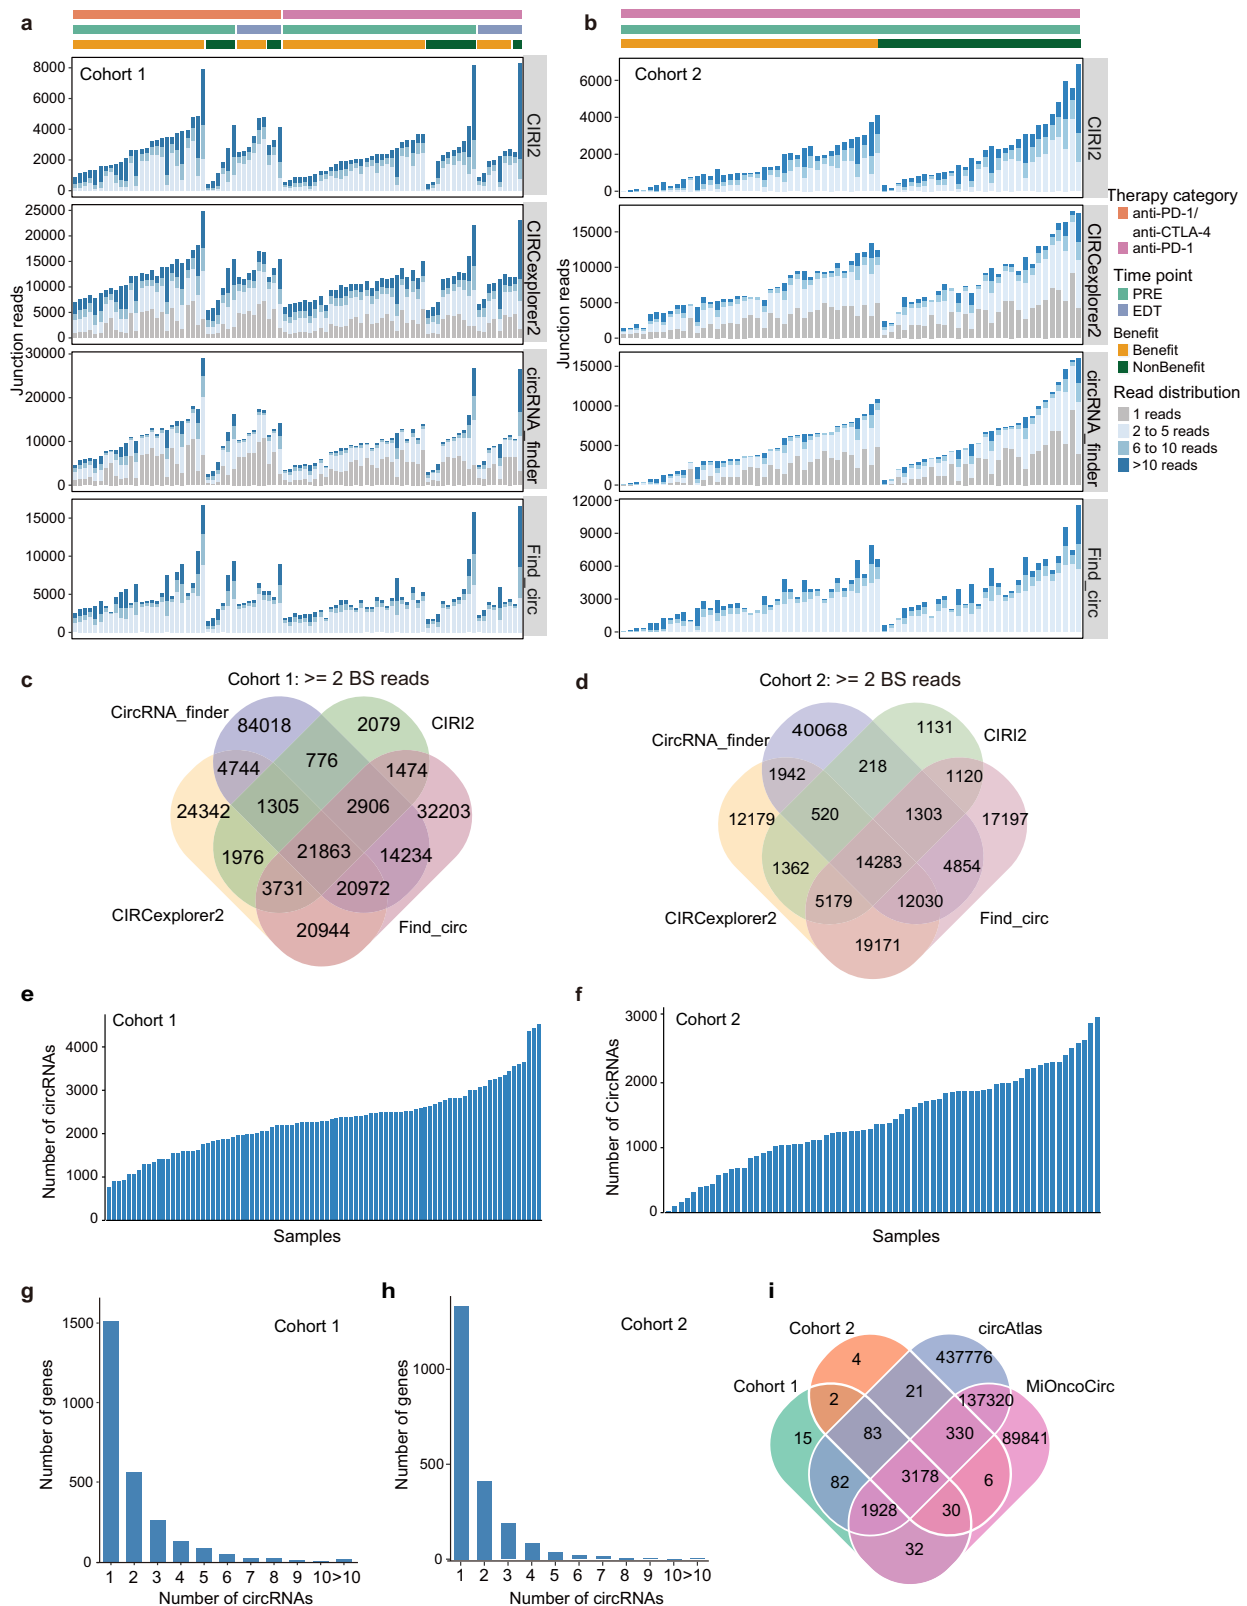 a
Cohort 1
8000
6000
4000
2000
0
CIRI2
25000
20000
15000
10000
5000
0
CIRCexplorer2
Junction reads
30000
20000
10000
0
circRNA_finder
15000
10000
5000
0
Find_circ
b
Cohort 2
6000
4000
2000
0
CIRI2
15000
10000
5000
0
CIRCexplorer2
Junction reads
15000
10000
5000
0
circRNA_finder
12000
9000
6000
3000
0
Find_circ
Therapy category
anti-PD-1/
anti-CTLA-4
anti-PD-1
Time point
PRE
EDT
Benefit
Benefit
NonBenefit
Read distribution
1 reads
2 to 5 reads
6 to 10 reads
>10 reads
c
Cohort 1: >= 2 BS reads
CircRNA_finder
CIRI2
84018
2079
4744
776
1474
24342
1305
2906
32203
1976
21863
14234
3731
20972
20944
CIRCexplorer2
Find_circ
d
Cohort 2: >= 2 BS reads
CircRNA_finder
CIRI2
40068
1131
1942
218
1120
12179
520
1303
17197
1362
14283
4854
5179
12030
19171
CIRCexplorer2
Find_circ
e
Cohort 1
Number of circRNAs
4000
3000
2000
1000
0
Samples
f
Cohort 2
Number of CircRNAs
3000
2000
1000
0
Samples
g
Cohort 1
Number of genes
1500
1000
500
0
1 2 3 4 5 6 7 8 9 10 >10
Number of circRNAs
h
Cohort 2
Number of genes
1000
500
0
1 2 3 4 5 6 7 8 9 10 >10
Number of circRNAs
i
Cohort 2
circAtlas
Cohort 1
MiOncoCirc
4
437776
2
21
137320
15
83
330
89841
82
3178
6
1928
30
32